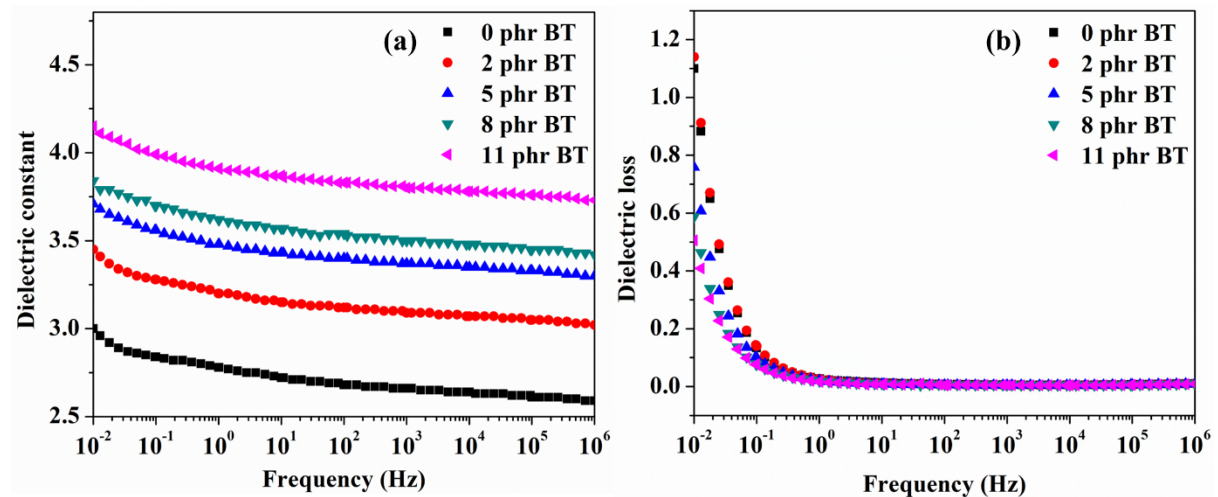 (a)
0 phr BT
2 phr BT
5 phr BT
8 phr BT
11 phr BT
Dielectric constant
4.5
4.0
3.5
3.0
2.5
10⁻² 10⁻¹ 10⁰ 10¹ 10² 10³ 10⁴ 10⁵ 10⁶
Frequency (Hz)
(b)
0 phr BT
2 phr BT
5 phr BT
8 phr BT
11 phr BT
Dielectric loss
1.2
1.0
0.8
0.6
0.4
0.2
0.0
10⁻² 10⁻¹ 10⁰ 10¹ 10² 10³ 10⁴ 10⁵ 10⁶
Frequency (Hz)